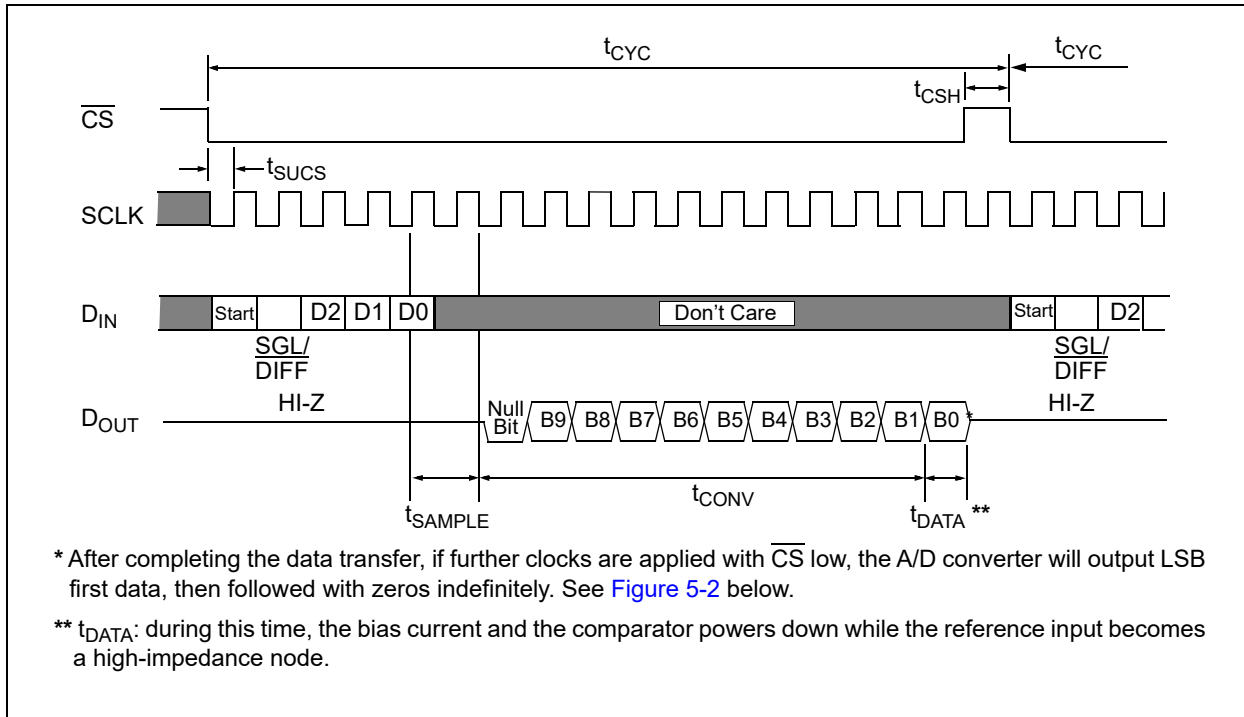 tCYC
tCYC
tCSH
CS
tSUCS
SCLK
DIN
Start
D2
D1
D0
Don't Care
Start
D2
SGL/
DIFF
SGL/
DIFF
HI-Z
HI-Z
DOUT
Null
Bit
B9
B8
B7
B6
B5
B4
B3
B2
B1
B0
*
tCONV
tSAMPLE
tDATA **
* After completing the data transfer, if further clocks are applied with CS low, the A/D converter will output LSB
first data, then followed with zeros indefinitely. See Figure 5-2 below.
** tDATA: during this time, the bias current and the comparator powers down while the reference input becomes
a high-impedance node.